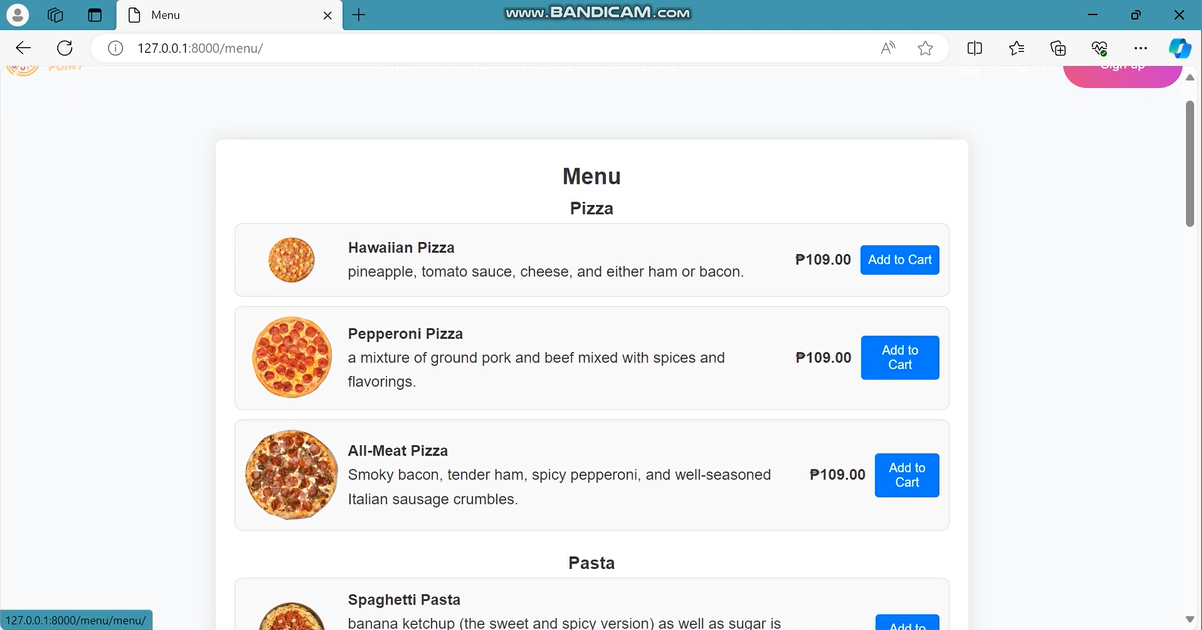 Menu
www.BANDICAM.com
127.0.0.1:8000/menu/
POINT
Sign up
Menu
Pizza
Hawaiian Pizza
pineapple, tomato sauce, cheese, and either ham or bacon.
₱109.00
Add to Cart
Pepperoni Pizza
a mixture of ground pork and beef mixed with spices and
flavorings.
₱109.00
Add to
Cart
All-Meat Pizza
Smoky bacon, tender ham, spicy pepperoni, and well-seasoned
Italian sausage crumbles.
₱109.00
Add to
Cart
Pasta
Spaghetti Pasta
banana ketchup (the sweet and spicy version) as well as sugar is
Add to
127.0.0.1:8000/menu/menu/